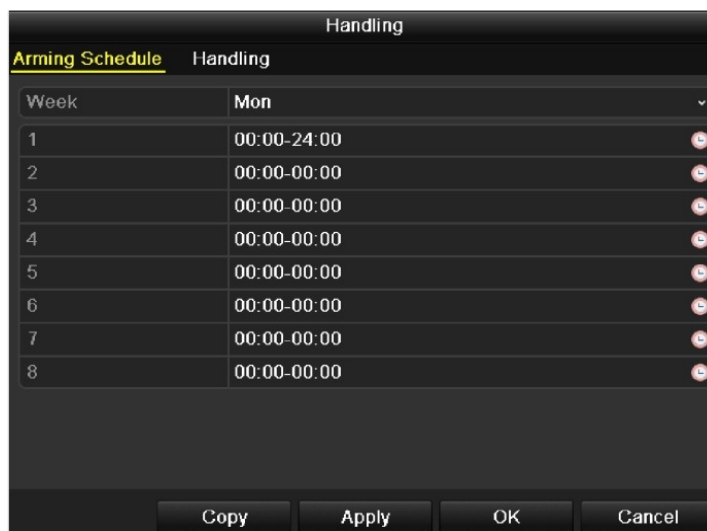 Handling
Arming Schedule Handling
Week Mon
1 00:00-24:00
2 00:00-00:00
3 00:00-00:00
4 00:00-00:00
5 00:00-00:00
6 00:00-00:00
7 00:00-00:00
8 00:00-00:00
Copy Apply OK Cancel